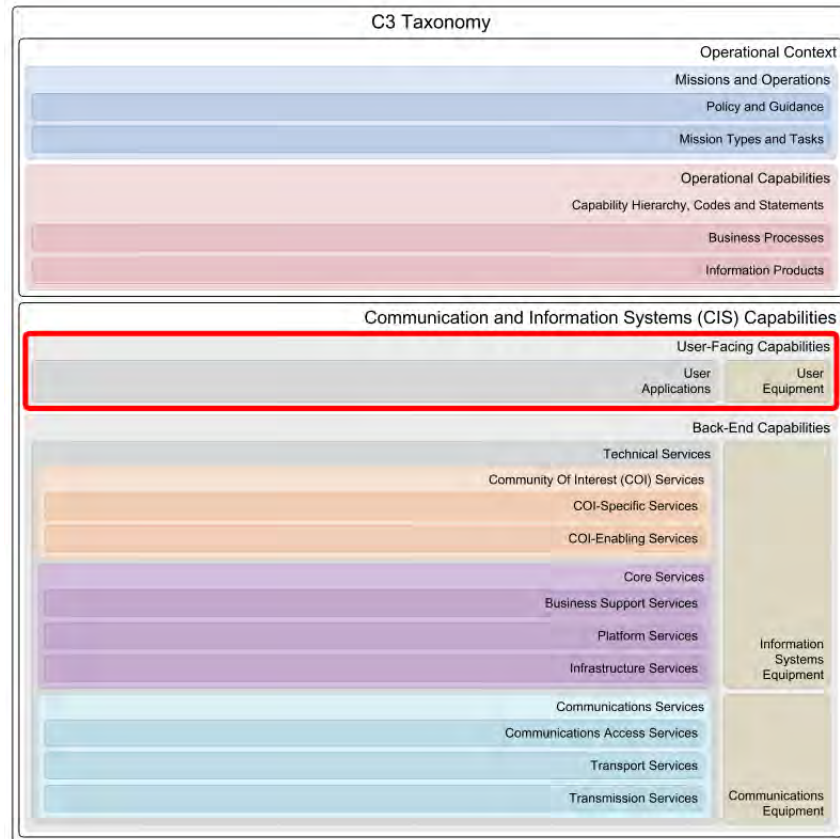 C3 Taxonomy
Operational Context
Missions and Operations
Policy and Guidance
Mission Types and Tasks
Operational Capabilities
Capability Hierarchy, Codes and Statements
Business Processes
Information Products
Communication and Information Systems (CIS) Capabilities
User-Facing Capabilities
User
Applications
User
Equipment
Back-End Capabilities
Technical Services
Community Of Interest (COI) Services
COI-Specific Services
COI-Enabling Services
Core Services
Business Support Services
Platform Services
Infrastructure Services
Information
Systems
Equipment
Communications Services
Communications Access Services
Transport Services
Transmission Services
Communications
Equipment